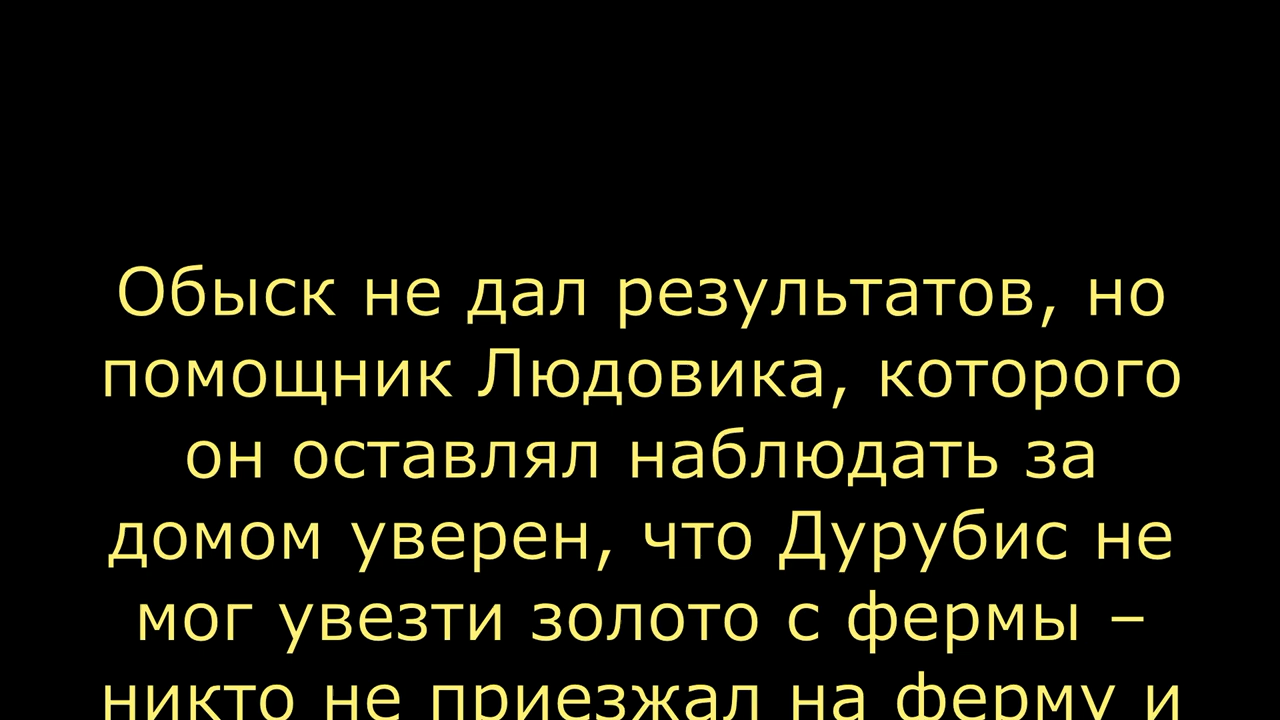 Обыск не дал результатов, но
помощник Людовика, которого
он оставлял наблюдать за
домом уверен, что Дурубис не
мог увезти золото с фермы –
никто не приезжал на ферму и